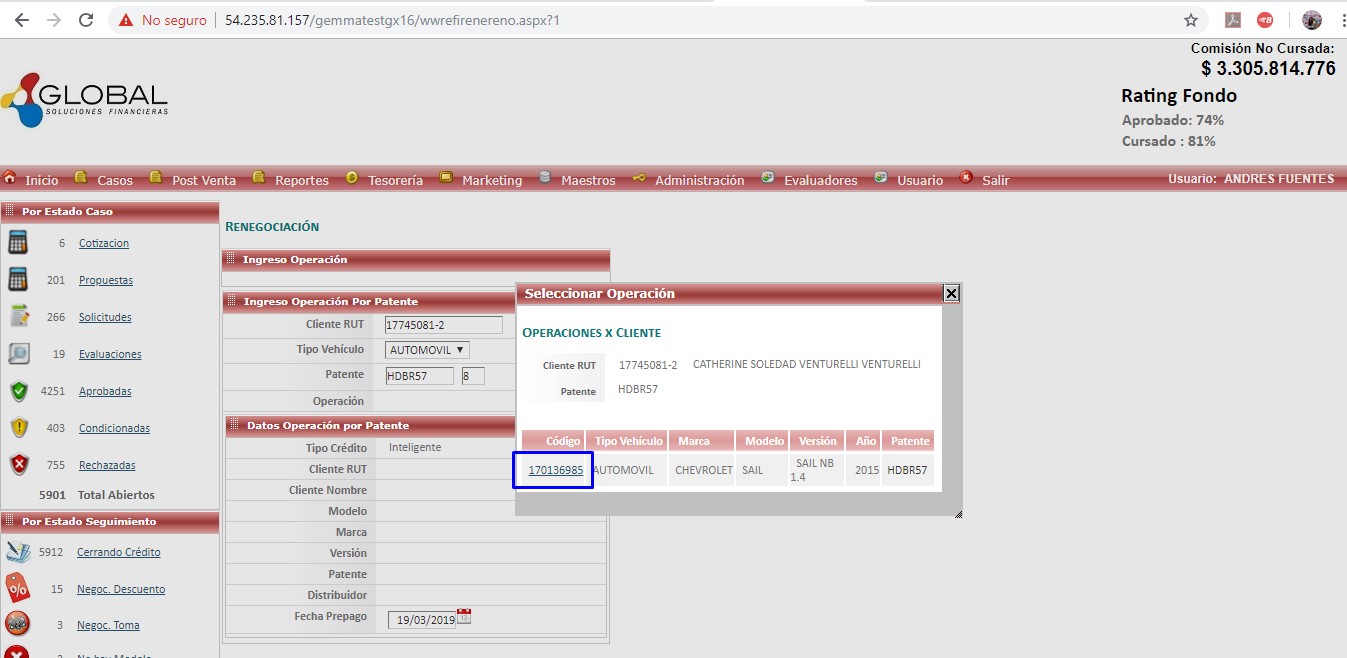 No seguro
54.235.81.157/gemmatestgx16/wwrefirenereno.aspx?1
Comisión No Cursada:
$ 3.305.814.776
Rating Fondo
Aprobado: 74%
Cursado : 81%
GLOBAL
SOLUCIONES FINANCIERAS
Inicio Casos Post Venta Reportes Tesorería Marketing Maestros Administración Evaluadores Usuario Salir Usuario: ANDRES FUENTES
Por Estado Caso
6 Cotizacion
201 Propuestas
266 Solicitudes
19 Evaluaciones
4251 Aprobadas
403 Condicionadas
755 Rechazadas
5901 Total Abiertos
Por Estado Seguimiento
5912 Cerrando Crédito
15 Negoc. Descuento
3 Negoc. Toma
RENEGOCIACIÓN
Ingreso Operación
Ingreso Operación Por Patente
Cliente RUT 17745081-2
Tipo Vehículo AUTOMOVIL
Patente HDBR57 8
Operación
Datos Operación por Patente
Tipo Crédito Inteligente
Cliente RUT
Cliente Nombre
Modelo
Marca
Versión
Patente
Distribuidor
Fecha Prepago 19/03/2019
Seleccionar Operación
OPERACIONES X CLIENTE
Cliente RUT 17745081-2 CATHERINE SOLEDAD VENTURELLI VENTURELLI
Patente HDBR57
Código Tipo Vehículo Marca Modelo Versión Año Patente
170136985 AUTOMOVIL CHEVROLET SAIL SAIL NB 1.4 2015 HDBR57